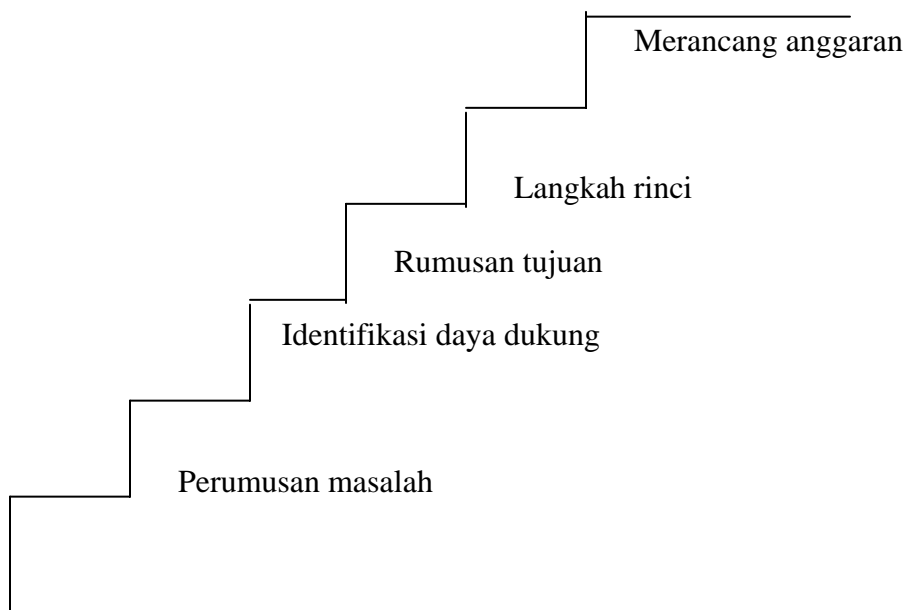 Merancang anggaran
Langkah rinci
Rumusan tujuan
Identifikasi daya dukung
Perumusan masalah